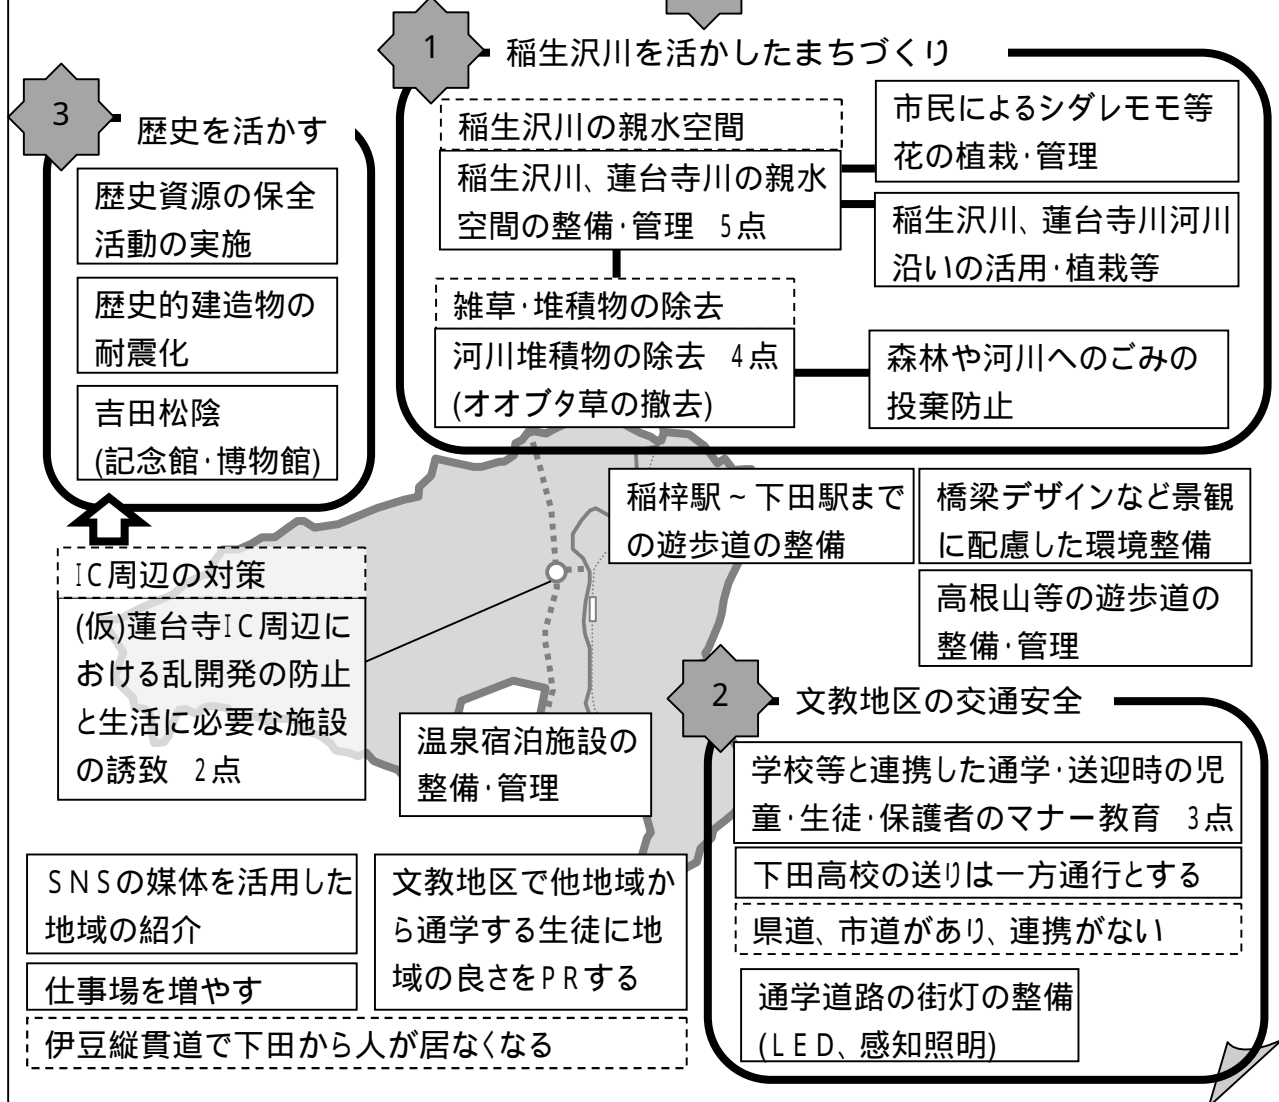 1
稲生沢川を活かしたまちづくり
稲生沢川の親水空間
稲生沢川、蓮台寺川の親水
空間の整備・管理 5点
市民によるシダレモモ等
花の植栽・管理
稲生沢川、蓮台寺川河川
沿いの活用・植栽等
雑草・堆積物の除去
河川堆積物の除去 4点
(オオブタ草の撤去)
森林や河川へのごみの
投棄防止
3
歴史を活かす
歴史資源の保全
活動の実施
歴史的建造物の
耐震化
吉田松陰
(記念館・博物館)
IC周辺の対策
(仮)蓮台寺IC周辺に
おける乱開発の防止
と生活に必要な施設
の誘致 2点
稲梓駅~下田駅まで
の遊歩道の整備
橋梁デザインなど景観
に配慮した環境整備
高根山等の遊歩道の
整備・管理
温泉宿泊施設の
整備・管理
2
文教地区の交通安全
学校等と連携した通学・送迎時の児
童・生徒・保護者のマナー教育 3点
下田高校の送りは一方通行とする
県道、市道があり、連携がない
通学道路の街灯の整備
(LED、感知照明)
SNSの媒体を活用した
地域の紹介
仕事場を増やす
文教地区で他地域か
ら通学する生徒に地
域の良さをPRする
伊豆縦貫道で下田から人が居なくなる